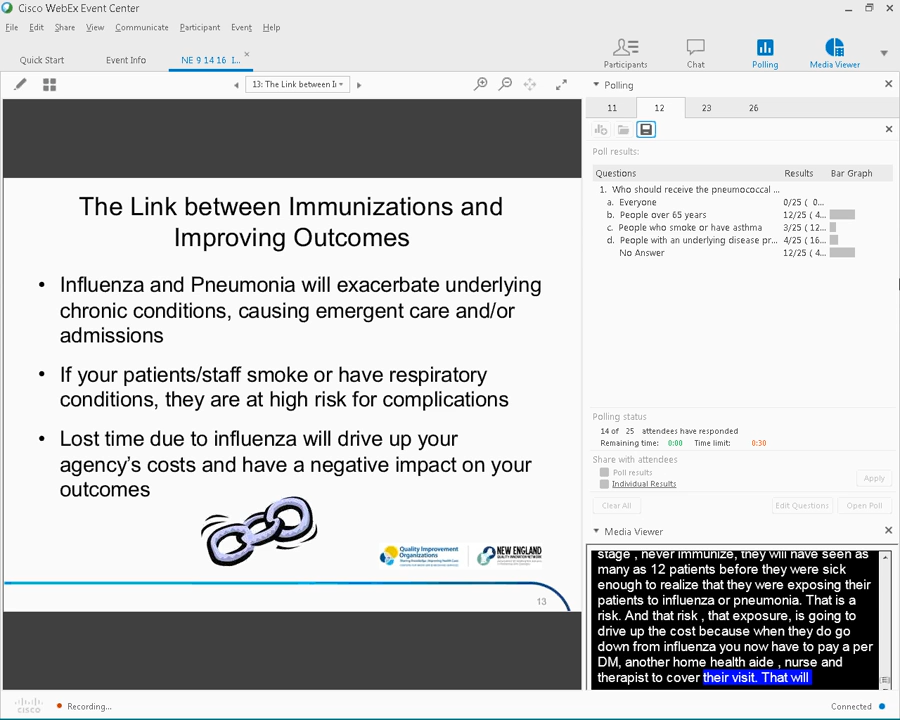 Cisco WebEx Event Center
File Edit Share View Communicate Participant Event Help
Quick Start
Event Info
NE 9 14 16 I...
Participants
Chat
Polling
Media Viewer
13: The Link between I
Polling
11
12
23
26
Poll results:
Questions Results Bar Graph
1. Who should receive the pneumococcal ...
a. Everyone 0/25 ( 0...
b. People over 65 years 12/25 ( 4...
c. People who smoke or have asthma 3/25 ( 12...
d. People with an underlying disease pr... 4/25 ( 16...
No Answer 12/25 ( 4...
Polling status
14 of 25 attendees have responded
Remaining time: 0:00 Time limit: 0:30
Share with attendees
Poll results
Individual Results
Apply
Clear All
Edit Questions
Open Poll
The Link between Immunizations and
Improving Outcomes
• Influenza and Pneumonia will exacerbate underlying
chronic conditions, causing emergent care and/or
admissions
• If your patients/staff smoke or have respiratory
conditions, they are at high risk for complications
• Lost time due to influenza will drive up your
agency's costs and have a negative impact on your
outcomes
Quality Improvement
Organizations
NEW ENGLAND
13
Media Viewer
stage , never immunize, they will have seen as
many as 12 patients before they were sick
enough to realize that they were exposing their
patients to influenza or pneumonia. That is a
risk. And that risk , that exposure, is going to
drive up the cost because when they do go
down from influenza you now have to pay a per
DM, another home health aide , nurse and
therapist to cover their visit. That will
cisco
Recording...
Connected